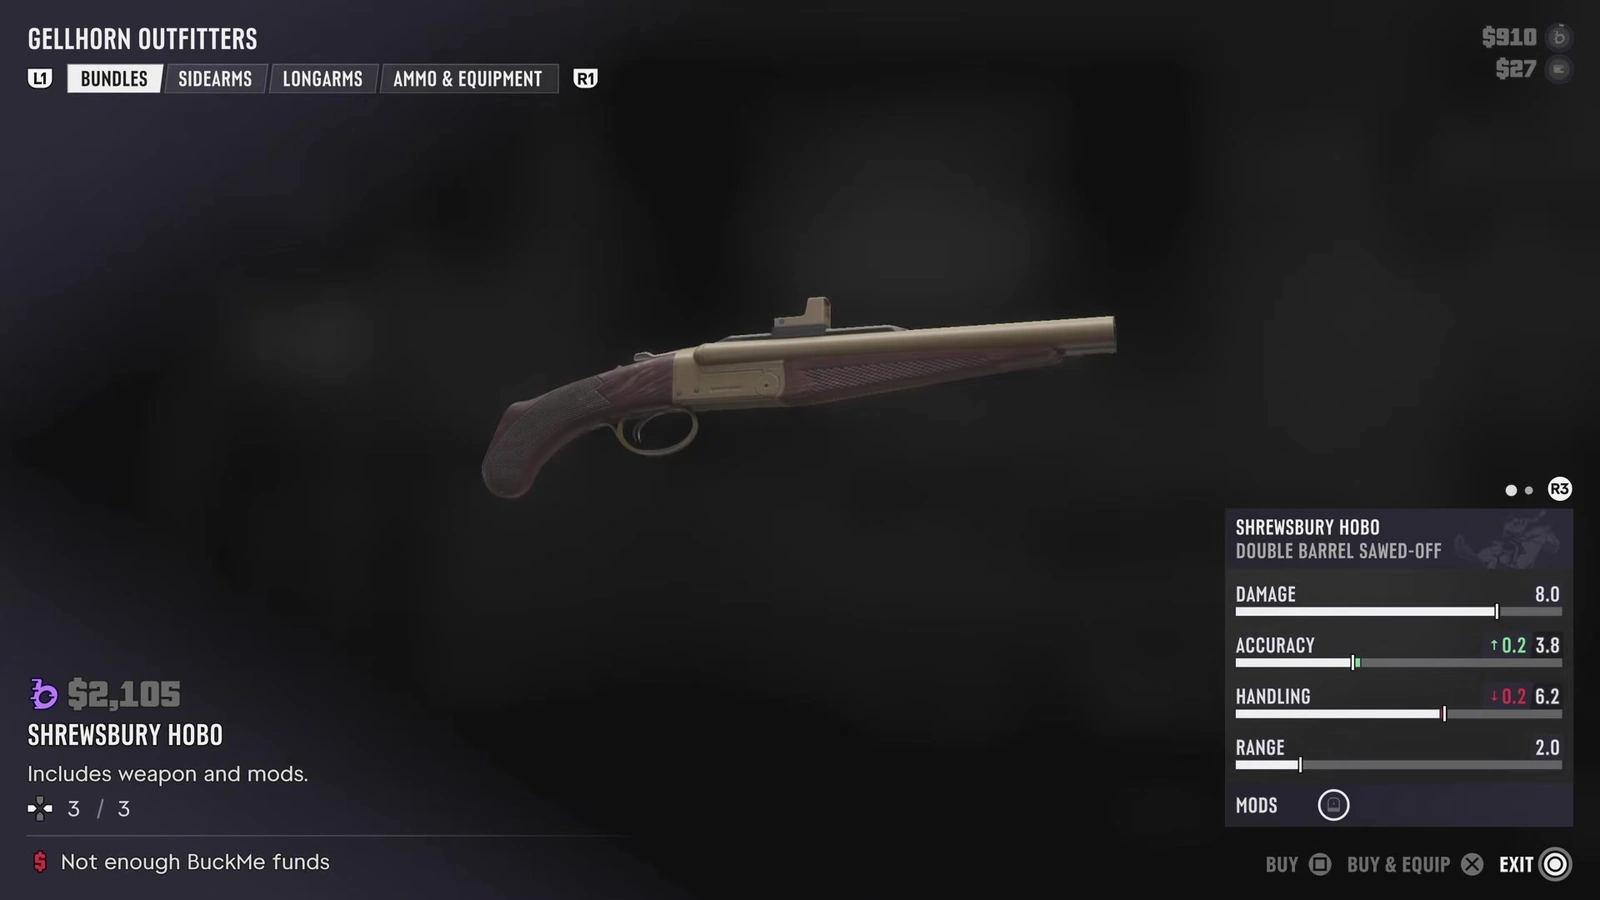 GELLHORN OUTFITTERS
L1 BUNDLES SIDEARMS LONGARMS AMMO & EQUIPMENT R1
$910
$27
R3
SHREWSBURY HOBO
DOUBLE BARREL SAWED-OFF
DAMAGE 8.0
ACCURACY ↑0.2 3.8
HANDLING ↓0.2 6.2
RANGE 2.0
MODS
$2,105
SHREWSBURY HOBO
Includes weapon and mods.
3 / 3
$ Not enough BuckMe funds
BUY BUY & EQUIP EXIT